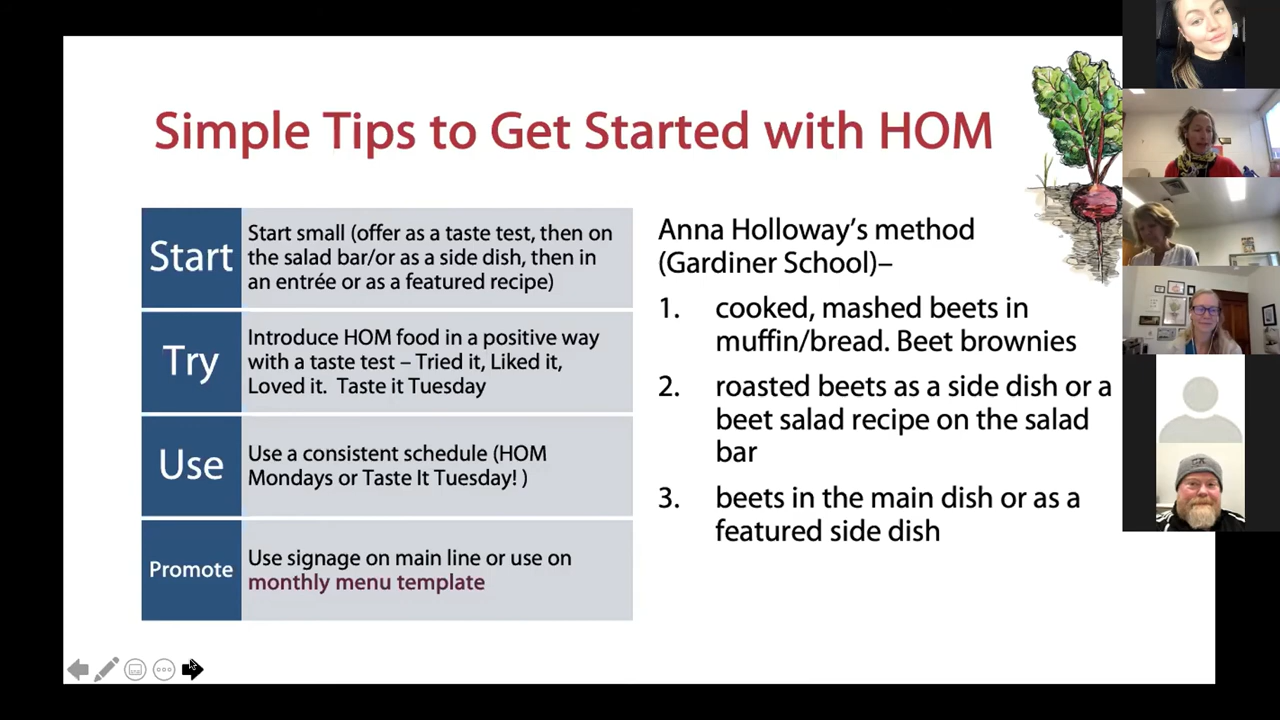 Simple Tips to Get Started with HOM
Start
Start small (offer as a taste test, then on
the salad bar/or as a side dish, then in
an entrée or as a featured recipe)
Try
Introduce HOM food in a positive way
with a taste test – Tried it, Liked it,
Loved it.  Taste it Tuesday
Use
Use a consistent schedule (HOM
Mondays or Taste It Tuesday! )
Promote
Use signage on main line or use on
monthly menu template
Anna Holloway’s method
(Gardiner School)–
1. cooked, mashed beets in
muffin/bread. Beet brownies
2. roasted beets as a side dish or a
beet salad recipe on the salad
bar
3. beets in the main dish or as a
featured side dish